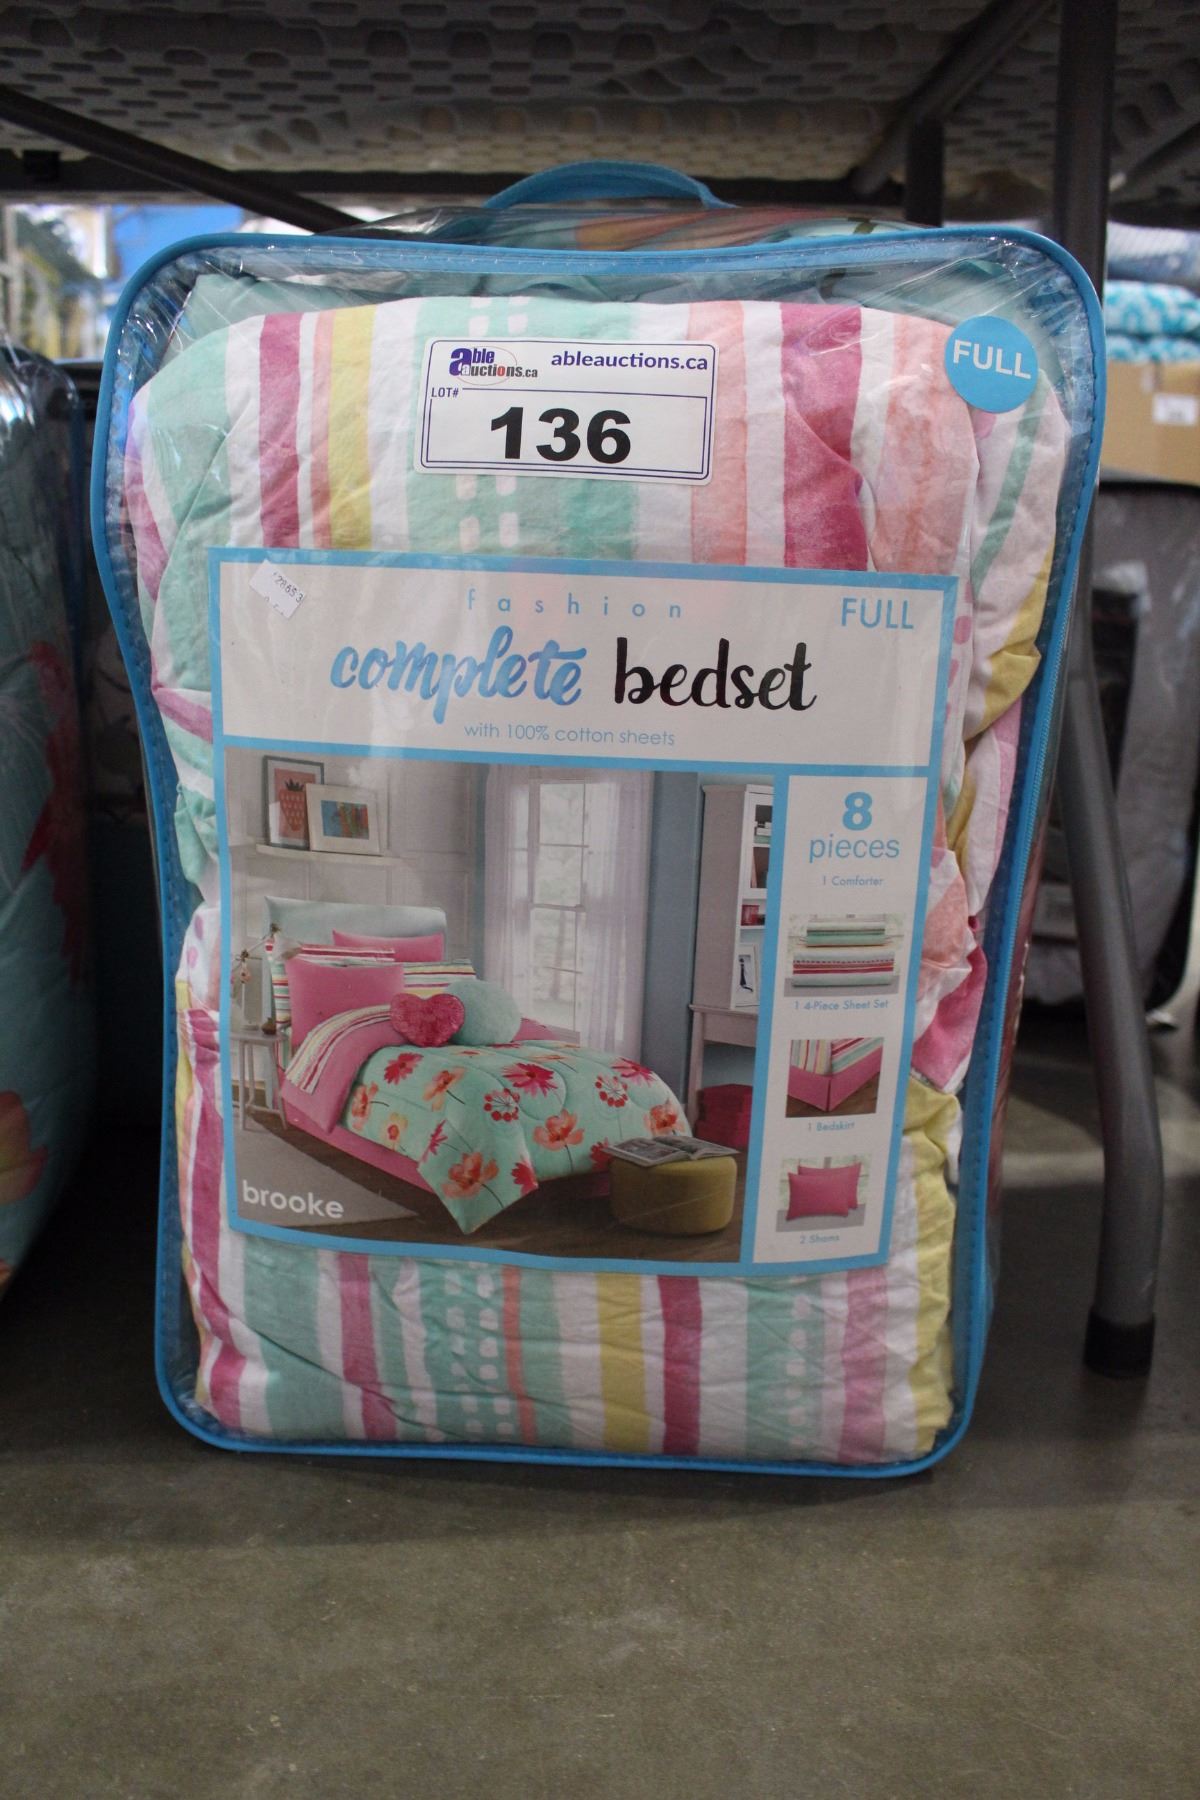 able auctions.ca
ableauctions.ca
LOT#
136
FULL
fashion
FULL
complete bedset
with 100% cotton sheets
8
pieces
1 Comforter
1 4-Piece Sheet Set
1 Bedskirt
2 Shams
brooke